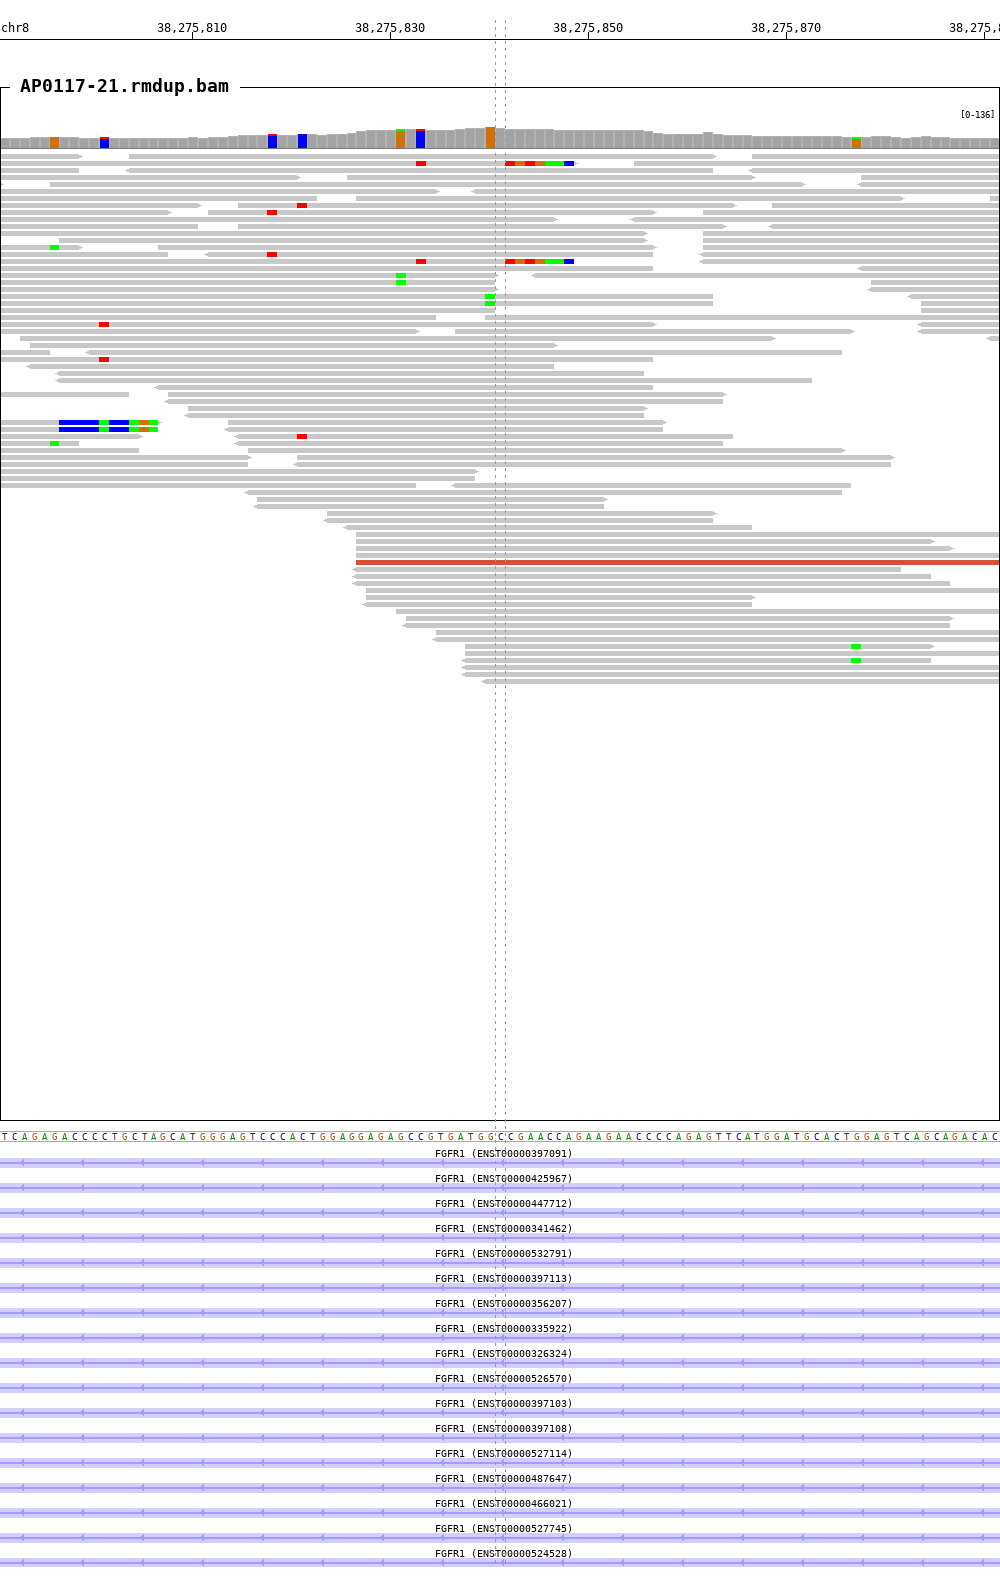 chr8 38,275,810 38,275,830 38,275,850 38,275,870 38,275,8
AP0117-21.rmdup.bam
[0-136]
T C A G A G A C C C C T G C T A G C A T G G G A G T C C C A C T G G A G G A G A G C C G T G A T G G C C G A A C C A G A A G A A C C C C A G A G T T C A T G G A T G C A C T G G A G T C A G C A G A C A C
FGFR1 (ENST00000397091)
FGFR1 (ENST00000425967)
FGFR1 (ENST00000447712)
FGFR1 (ENST00000341462)
FGFR1 (ENST00000532791)
FGFR1 (ENST00000397113)
FGFR1 (ENST00000356207)
FGFR1 (ENST00000335922)
FGFR1 (ENST00000326324)
FGFR1 (ENST00000526570)
FGFR1 (ENST00000397103)
FGFR1 (ENST00000397108)
FGFR1 (ENST00000527114)
FGFR1 (ENST00000487647)
FGFR1 (ENST00000466021)
FGFR1 (ENST00000527745)
FGFR1 (ENST00000524528)